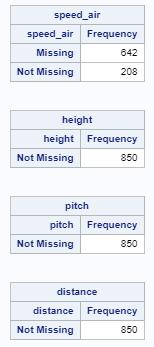 speed_air
speed_air Frequency
Missing 642
Not Missing 208
height
height Frequency
Not Missing 850
pitch
pitch Frequency
Not Missing 850
distance
distance Frequency
Not Missing 850